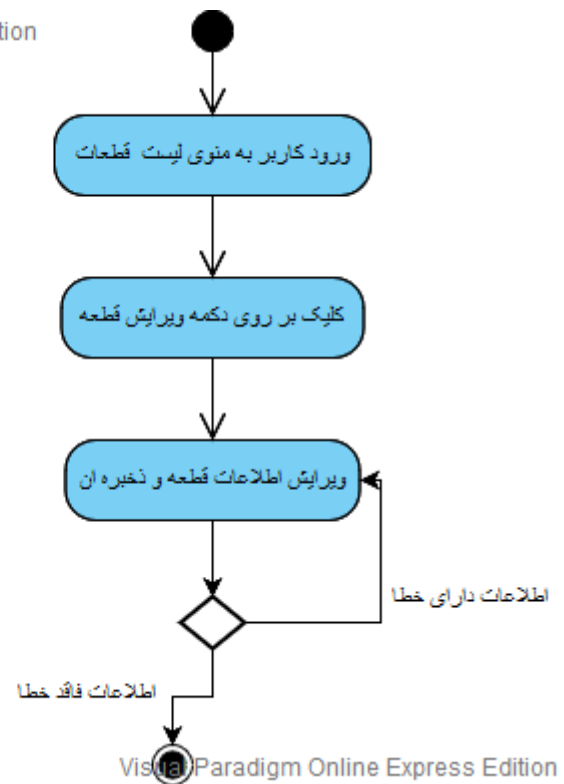 tion
ورود کاربر به منوی لیست قطعات
کلیک بر روی دکمه ویرایش قطعه
ویرایش اطلاعات قطعه و ذخیره ان
اطلاعات دارای خطا
اطلاعات فاقد خطا
Visual Paradigm Online Express Edition